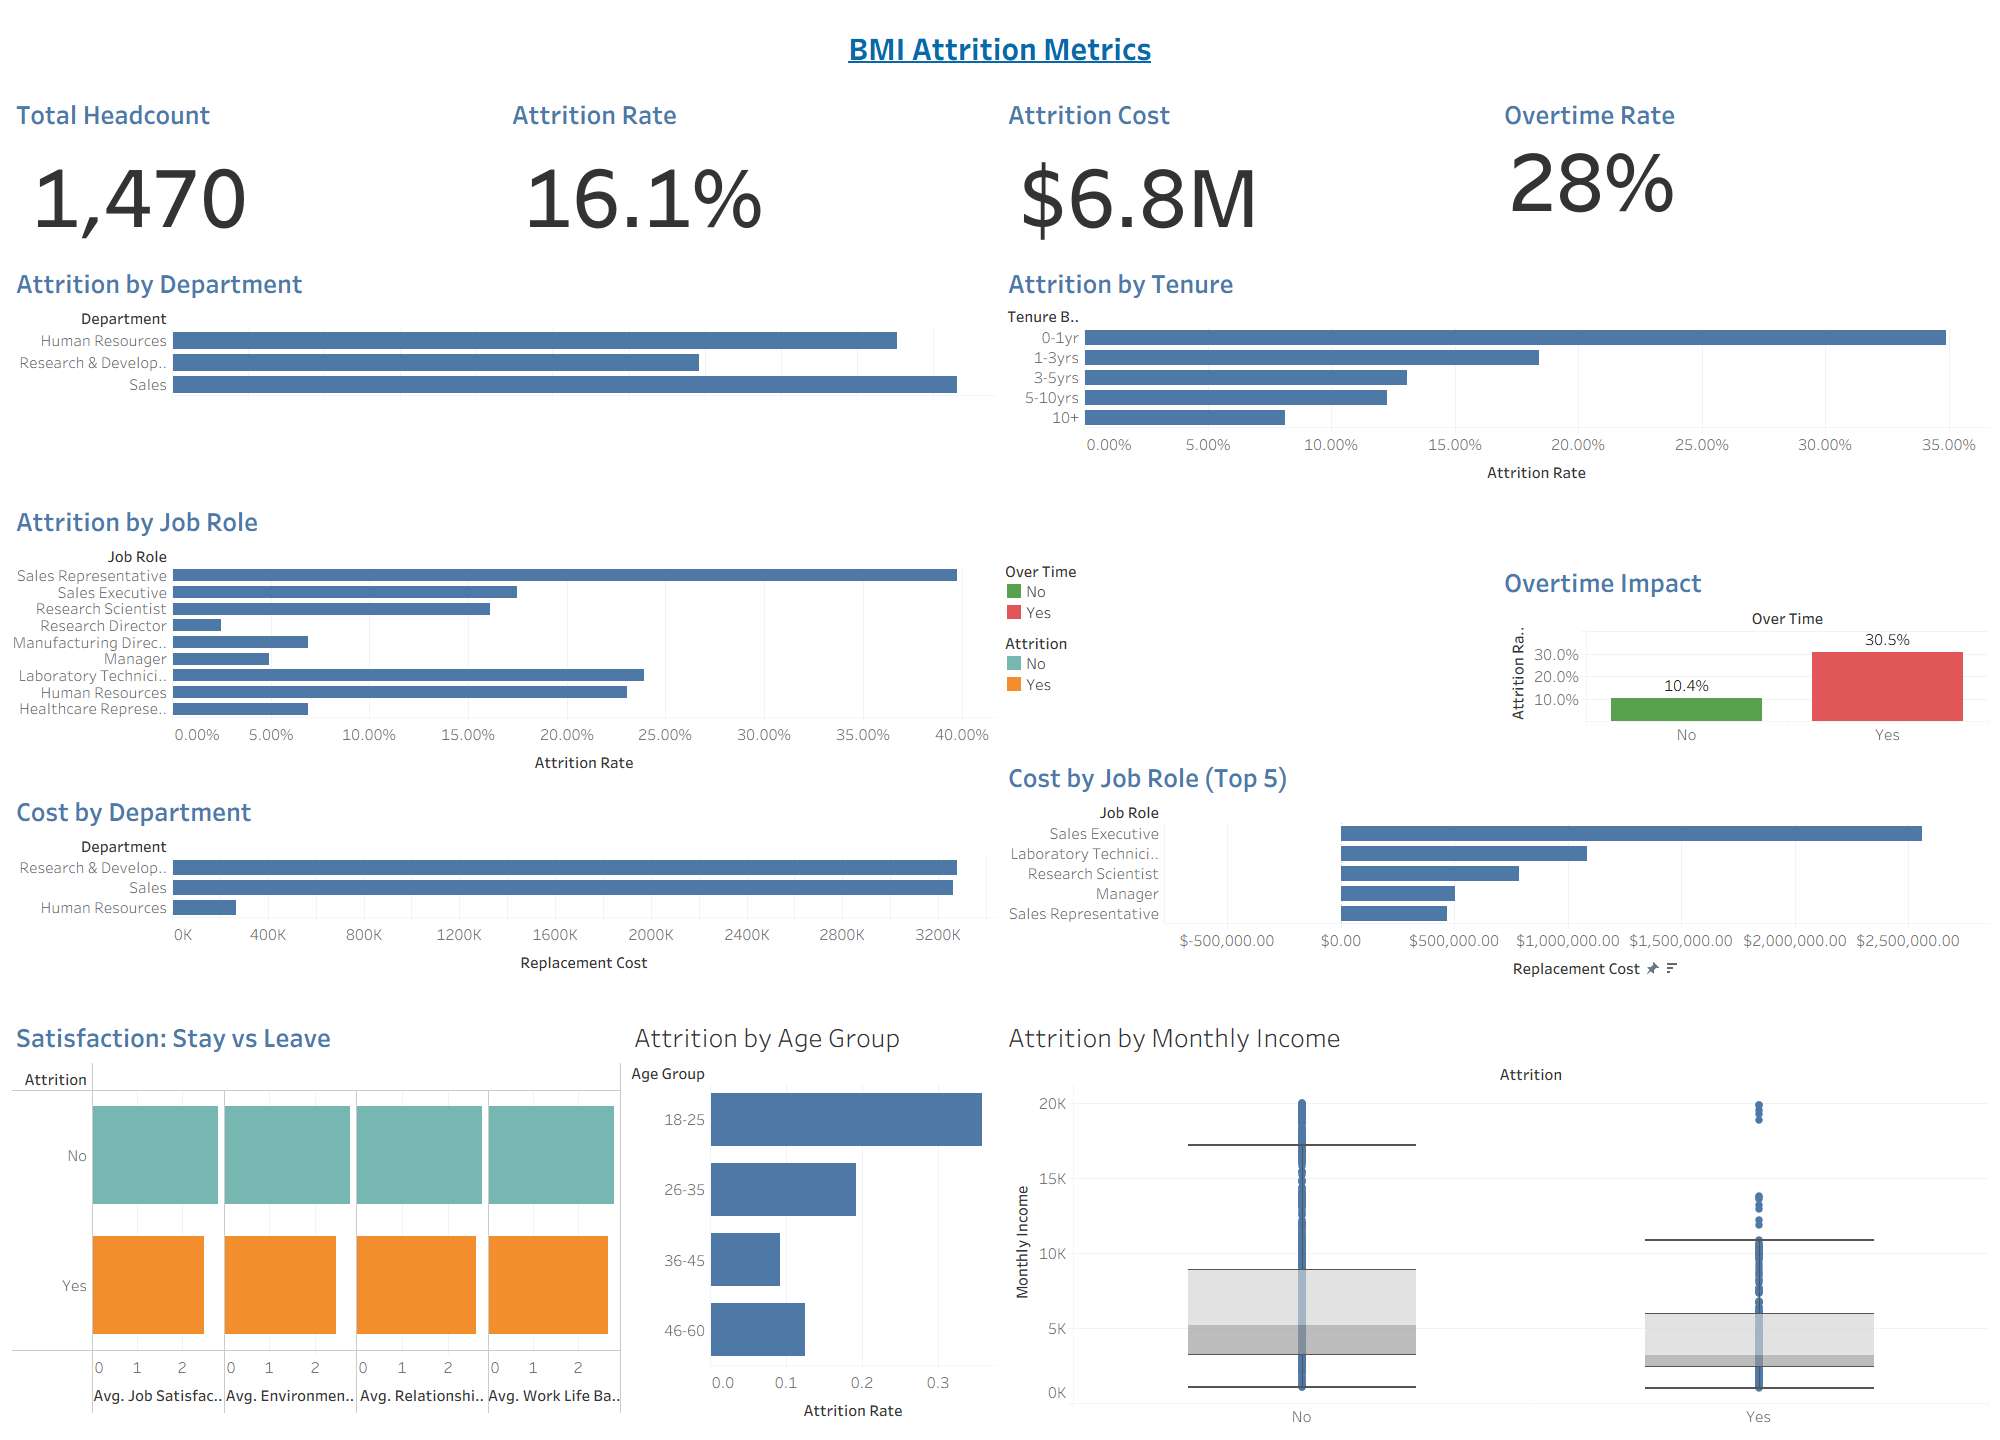 BMI Attrition Metrics
Total Headcount
1,470
Attrition Rate
16.1%
Attrition Cost
$6.8M
Overtime Rate
28%
Attrition by Department
Department
Human Resources
Research & Develop..
Sales
Attrition by Tenure
Tenure B..
0-1yr
1-3yrs
3-5yrs
5-10yrs
10+
0.00% 5.00% 10.00% 15.00% 20.00% 25.00% 30.00% 35.00%
Attrition Rate
Attrition by Job Role
Job Role
Sales Representative
Sales Executive
Research Scientist
Research Director
Manufacturing Direc..
Manager
Laboratory Technici..
Human Resources
Healthcare Represe..
0.00% 5.00% 10.00% 15.00% 20.00% 25.00% 30.00% 35.00% 40.00%
Attrition Rate
Over Time
No
Yes
Attrition
No
Yes
Overtime Impact
Over Time
Attrition Ra..
30.0%
20.0%
10.0%
10.4%
30.5%
No Yes
Cost by Department
Department
Research & Develop..
Sales
Human Resources
0K 400K 800K 1200K 1600K 2000K 2400K 2800K 3200K
Replacement Cost
Cost by Job Role (Top 5)
Job Role
Sales Executive
Laboratory Technici..
Research Scientist
Manager
Sales Representative
$-500,000.00 $0.00 $500,000.00 $1,000,000.00 $1,500,000.00 $2,000,000.00 $2,500,000.00
Replacement Cost
Satisfaction: Stay vs Leave
Attrition
No
Yes
0 1 2 0 1 2 0 1 2 0 1 2
Avg. Job Satisfac.. Avg. Environmen.. Avg. Relationshi.. Avg. Work Life Ba..
Attrition by Age Group
Age Group
18-25
26-35
36-45
46-60
0.0 0.1 0.2 0.3
Attrition Rate
Attrition by Monthly Income
Attrition
Monthly Income
20K
15K
10K
5K
0K
No Yes